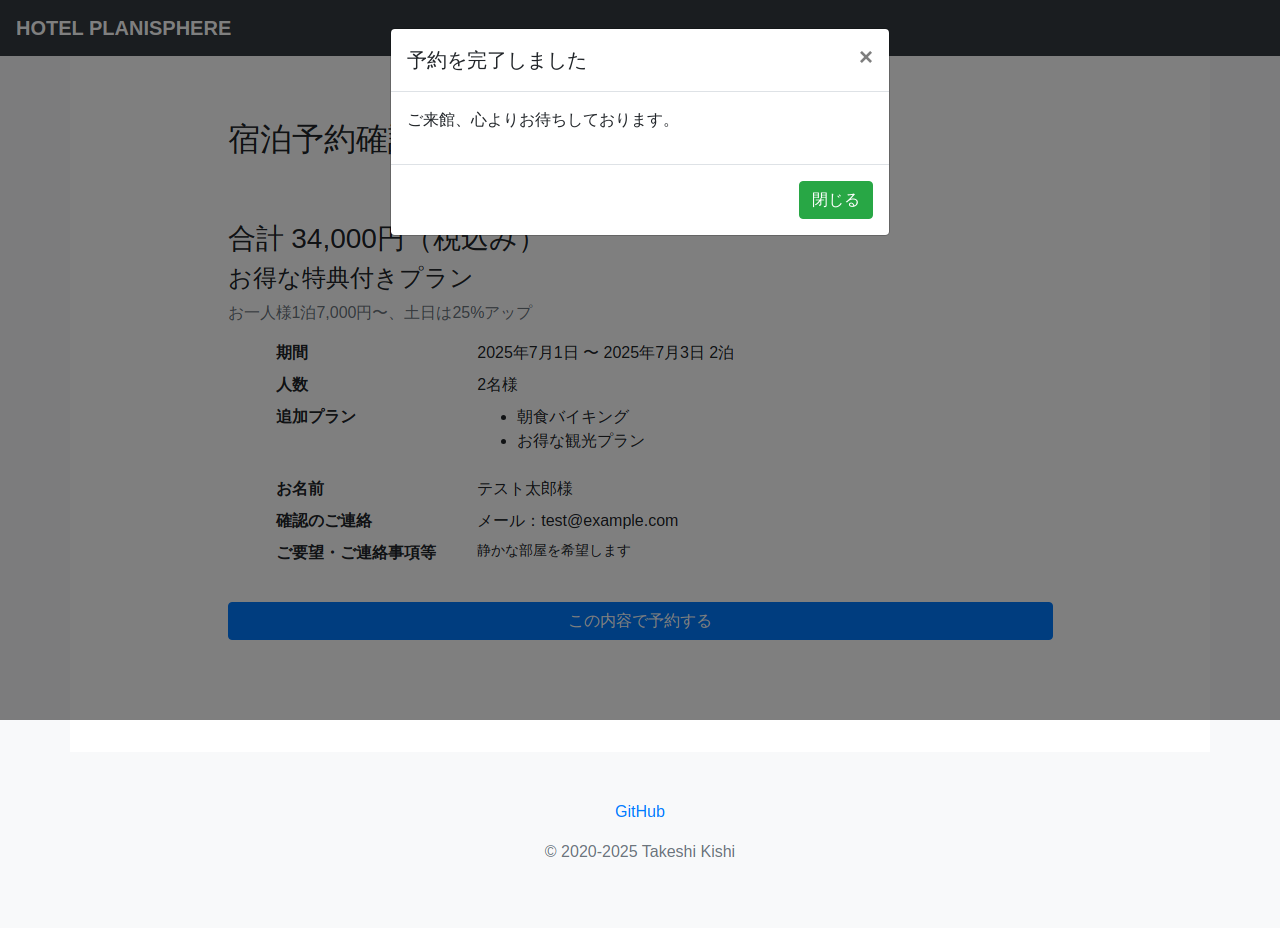 HOTEL PLANISPHERE
予約を完了しました
×
ご来館、心よりお待ちしております。
閉じる
宿泊予約確
合計 34,000円（税込み）
お得な特典付きプラン
お一人様1泊7,000円〜、土日は25%アップ
期間 2025年7月1日 〜 2025年7月3日 2泊
人数 2名様
追加プラン
朝食バイキング
お得な観光プラン
お名前 テスト太郎様
確認のご連絡 メール：test@example.com
ご要望・ご連絡事項等 静かな部屋を希望します
この内容で予約する
GitHub
© 2020-2025 Takeshi Kishi